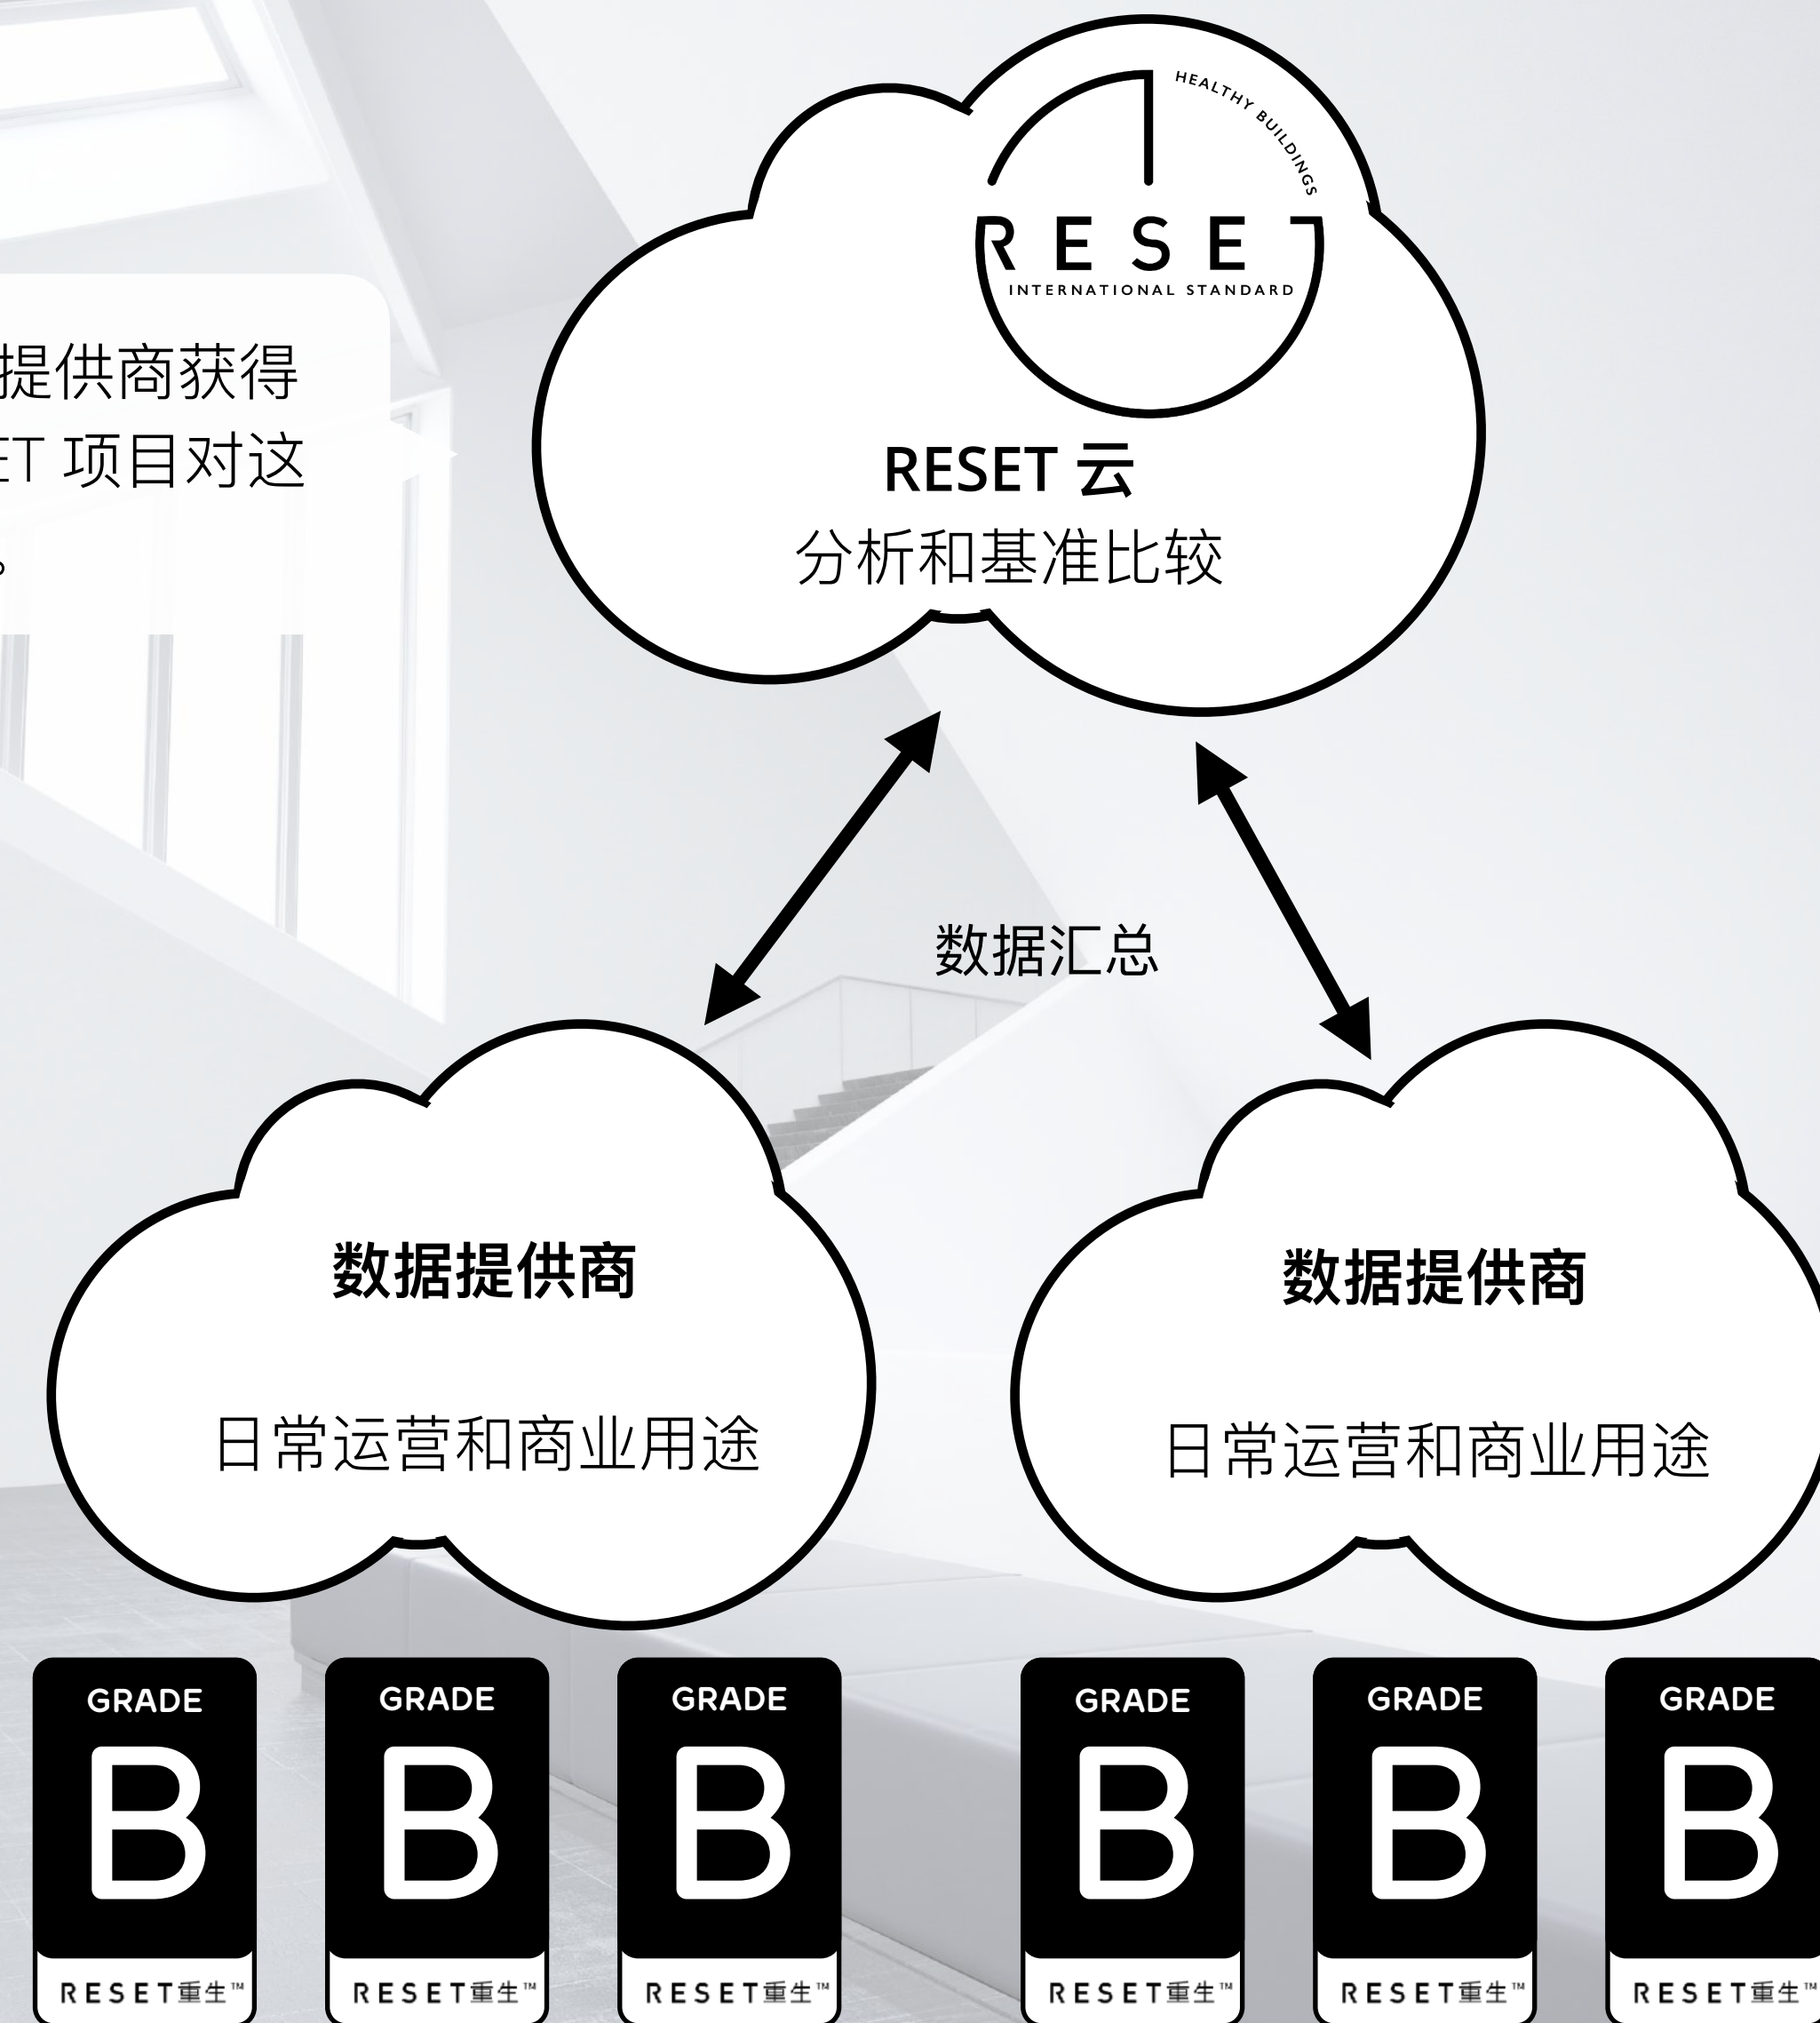 HEALTHY BUILDINGS
RESET
INTERNATIONAL STANDARD
提供商获得
ET 项目对这
。
RESET 云
分析和基准比较
数据汇总
数据提供商
日常运营和商业用途
数据提供商
日常运营和商业用途
GRADE
B
RESET重生™
GRADE
B
RESET重生™
GRADE
B
RESET重生™
GRADE
B
RESET重生™
GRADE
B
RESET重生™
GRADE
B
RESET重生™